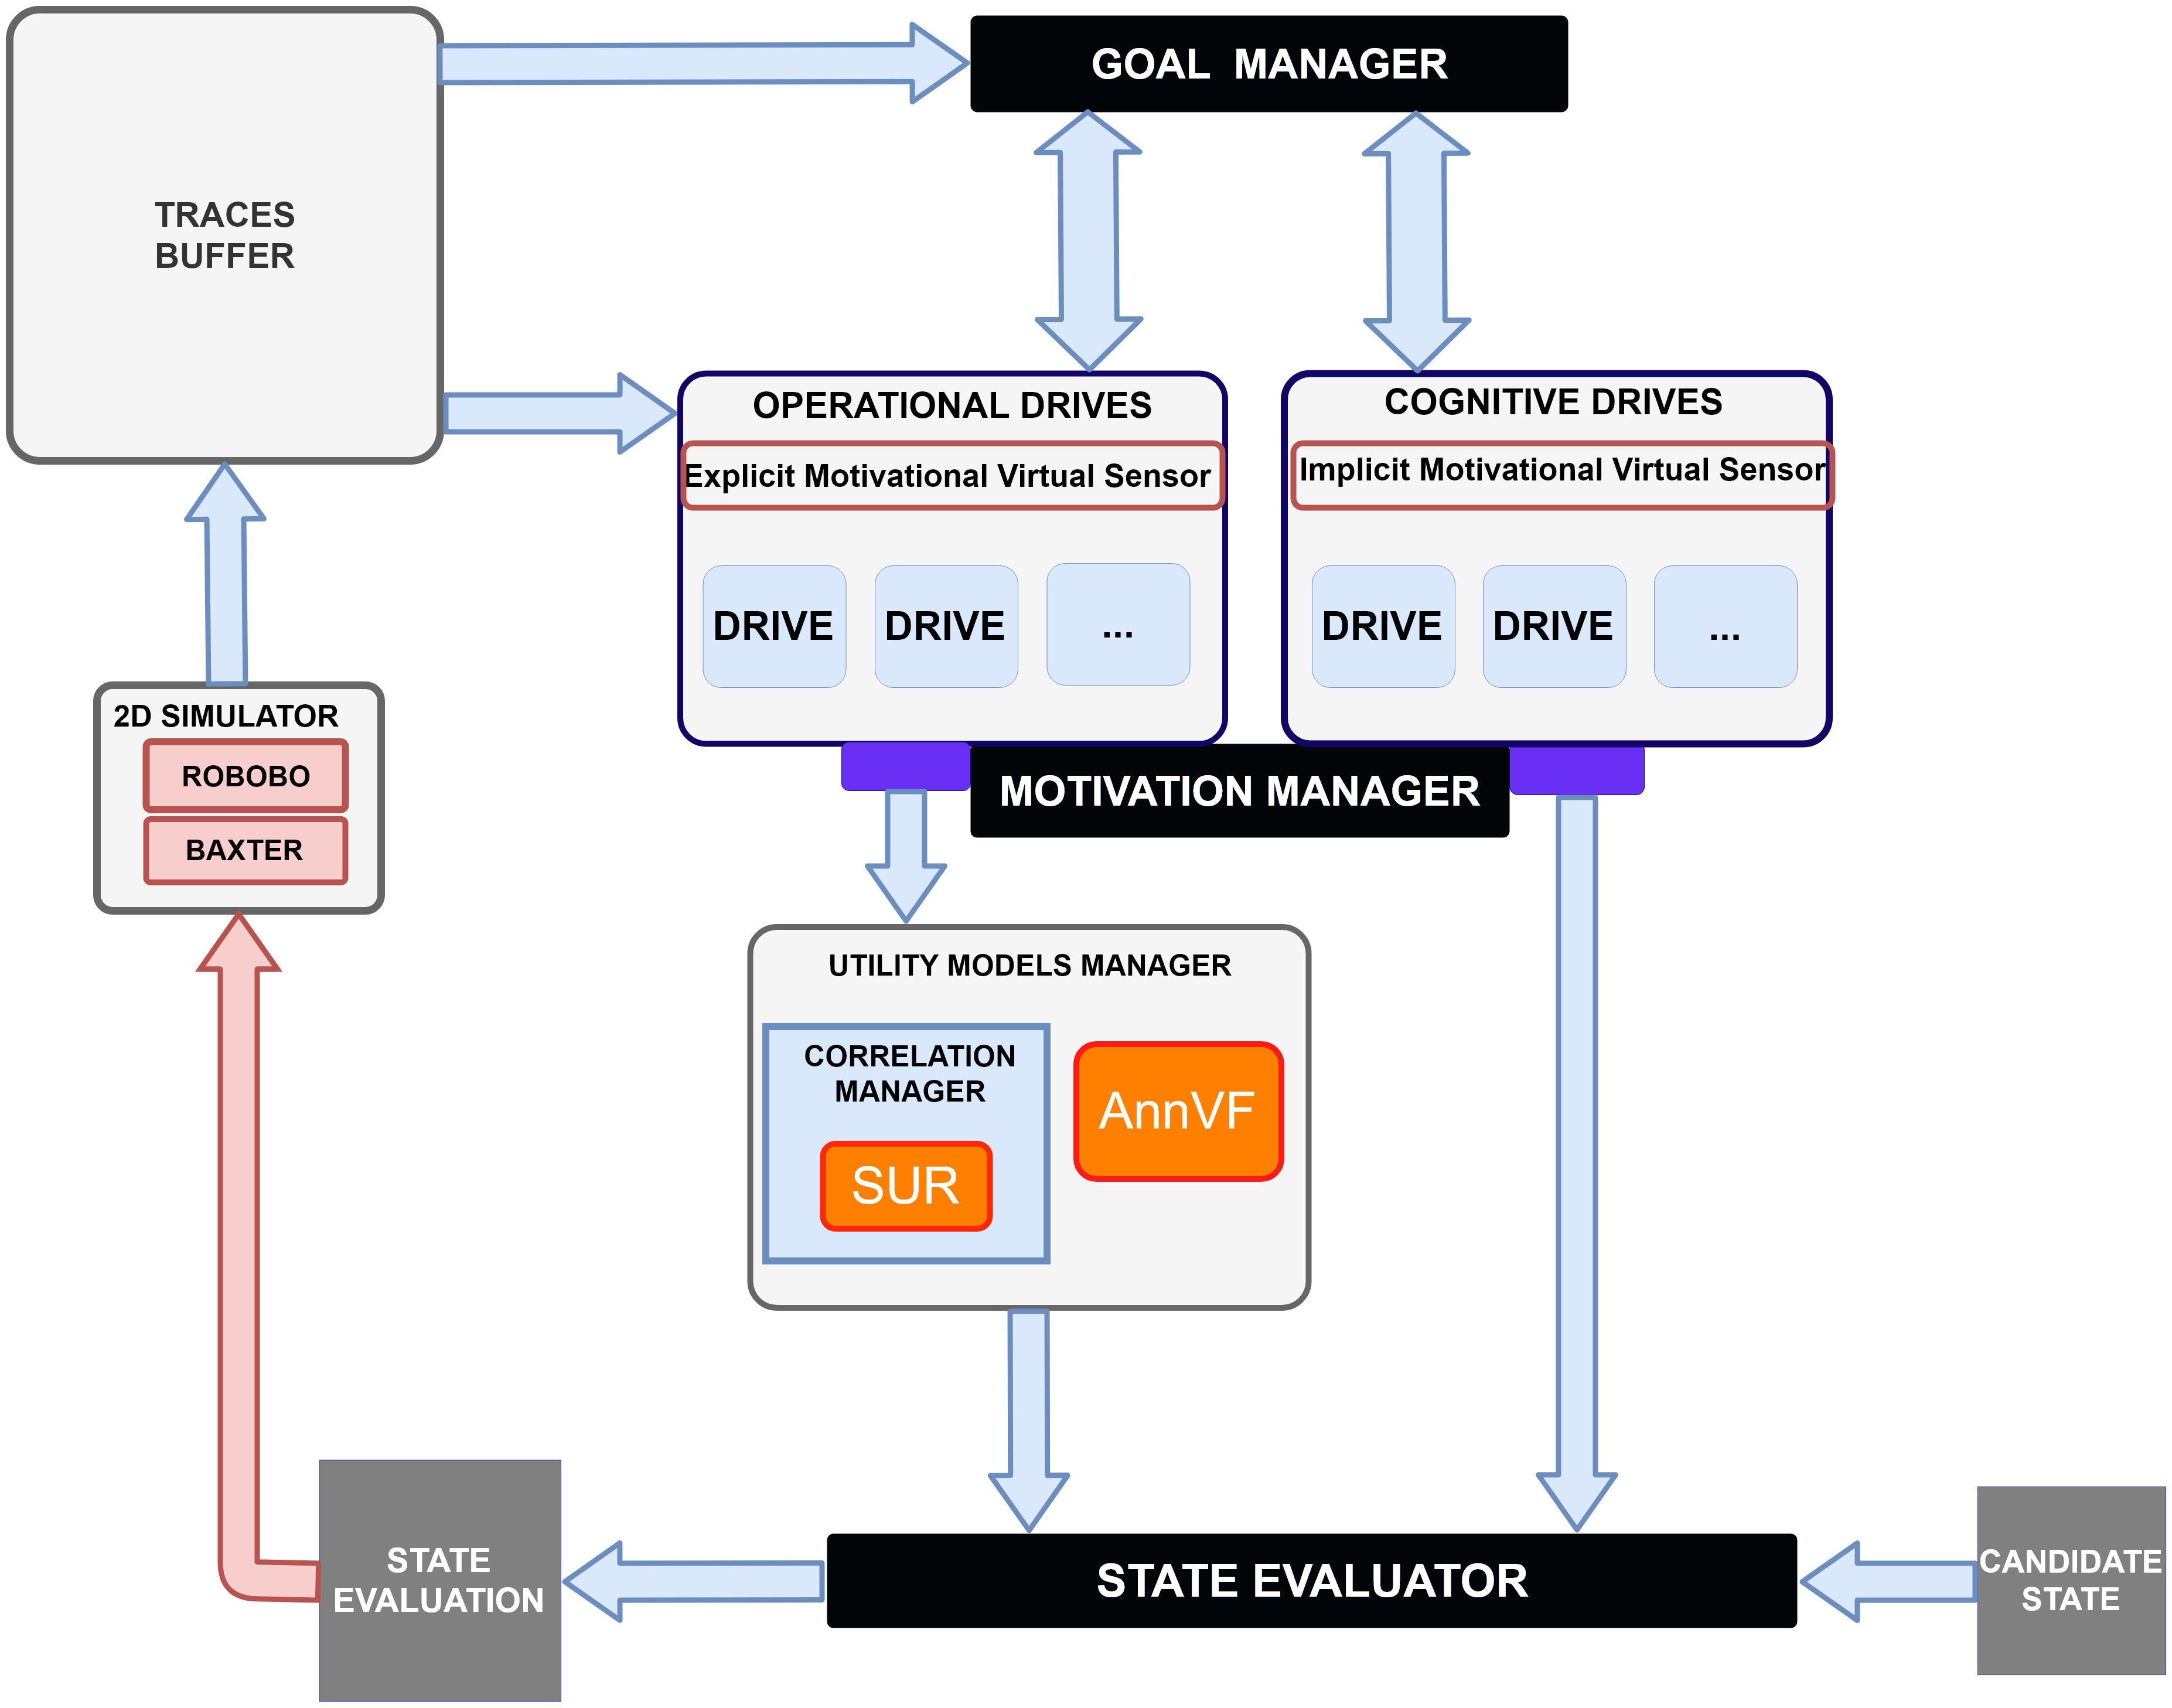 GOAL MANAGER
TRACES
BUFFER
OPERATIONAL DRIVES
Explicit Motivational Virtual Sensor
DRIVE
DRIVE
...
COGNITIVE DRIVES
Implicit Motivational Virtual Sensor
DRIVE
DRIVE
...
2D SIMULATOR
ROBOBO
BAXTER
MOTIVATION MANAGER
UTILITY MODELS MANAGER
CORRELATION
MANAGER
SUR
AnnVF
STATE
EVALUATION
STATE EVALUATOR
CANDIDATE
STATE